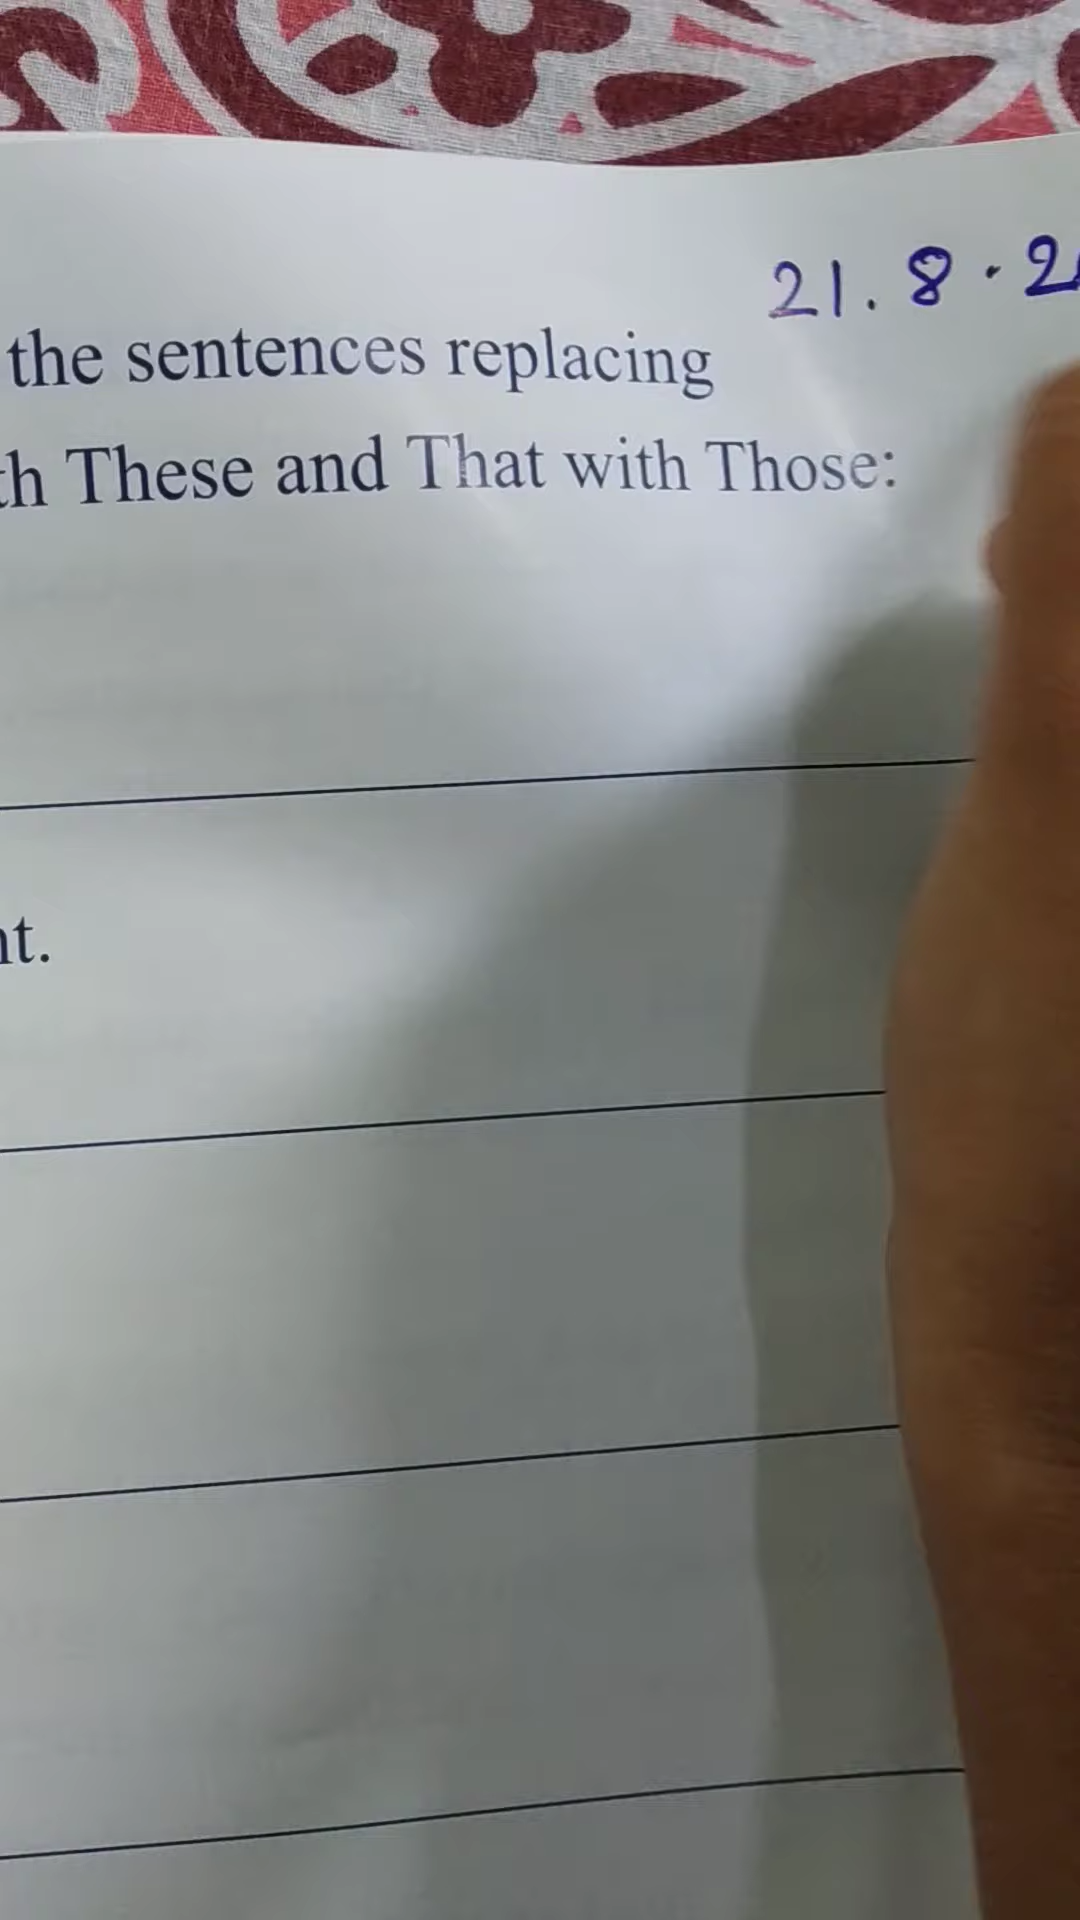 21.8.2
the sentences replacing
These and That with Those: